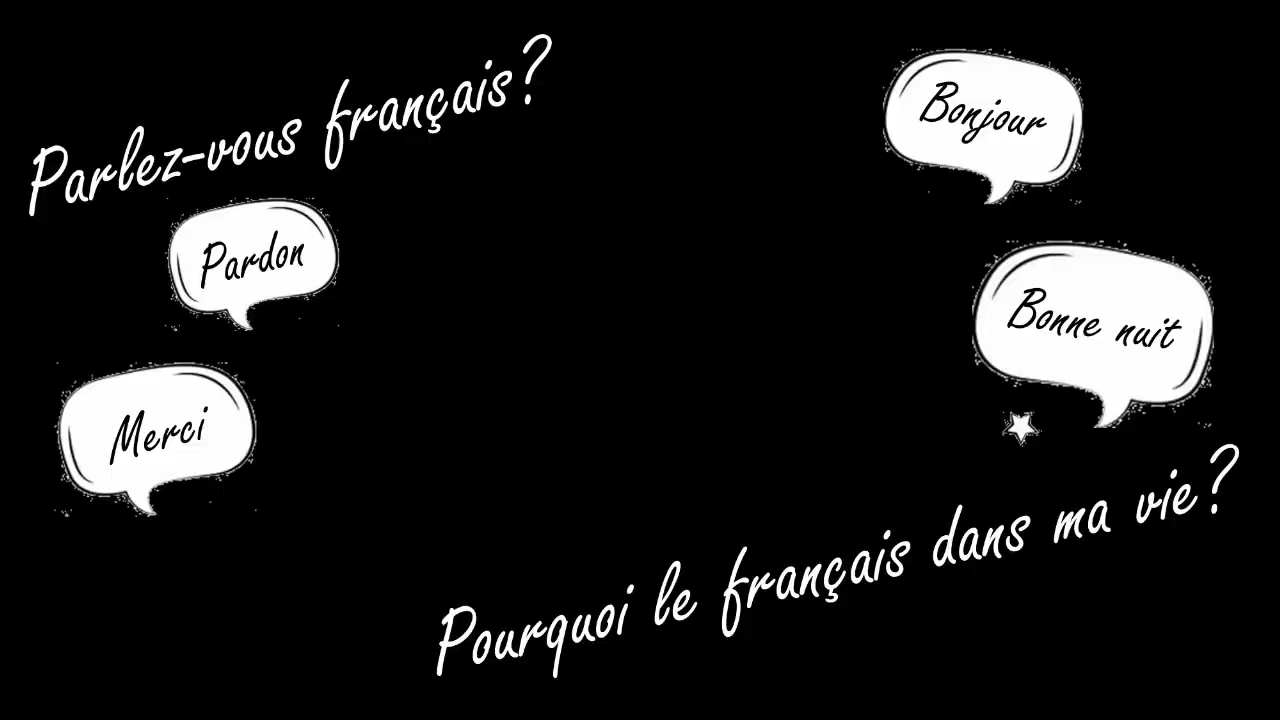 Parlez-vous français?
Bonjour
Pardon
Bonne nuit
Merci
Pourquoi le français dans ma vie?